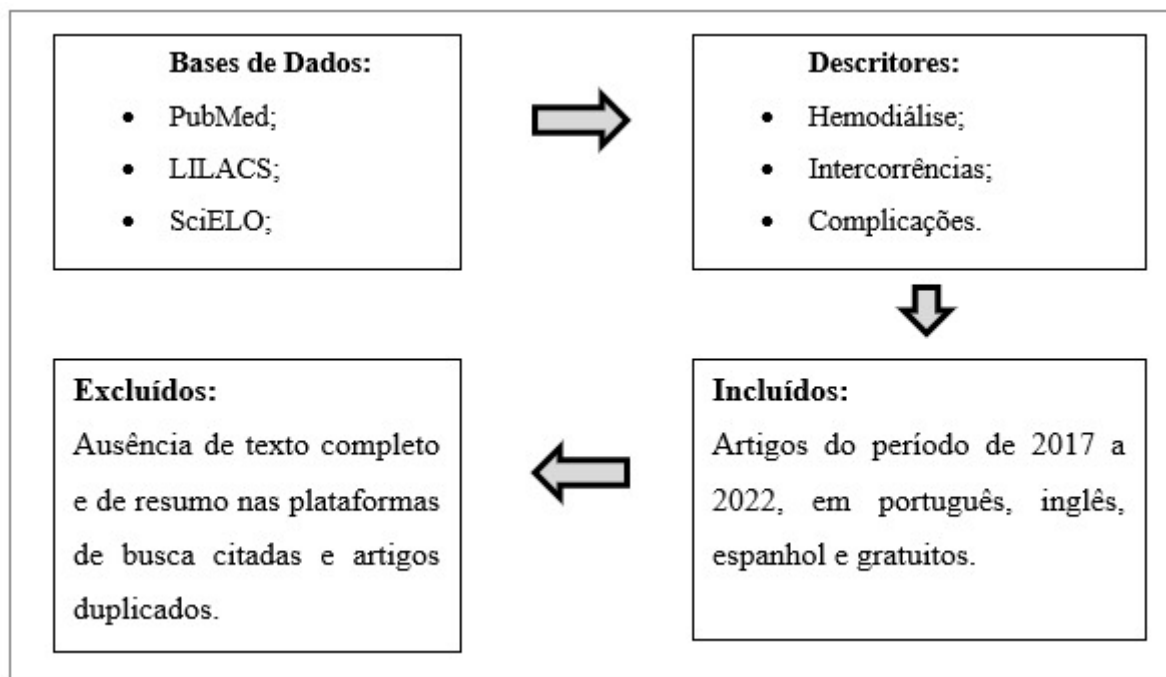 Bases de Dados:
• PubMed;
• LILACS;
• SciELO;
Descritores:
• Hemodiálise;
• Intercorrências;
• Complicações.
Incluídos:
Artigos do período de 2017 a
2022, em português, inglês,
espanhol e gratuitos.
Excluídos:
Ausência de texto completo
e de resumo nas plataformas
de busca citadas e artigos
duplicados.